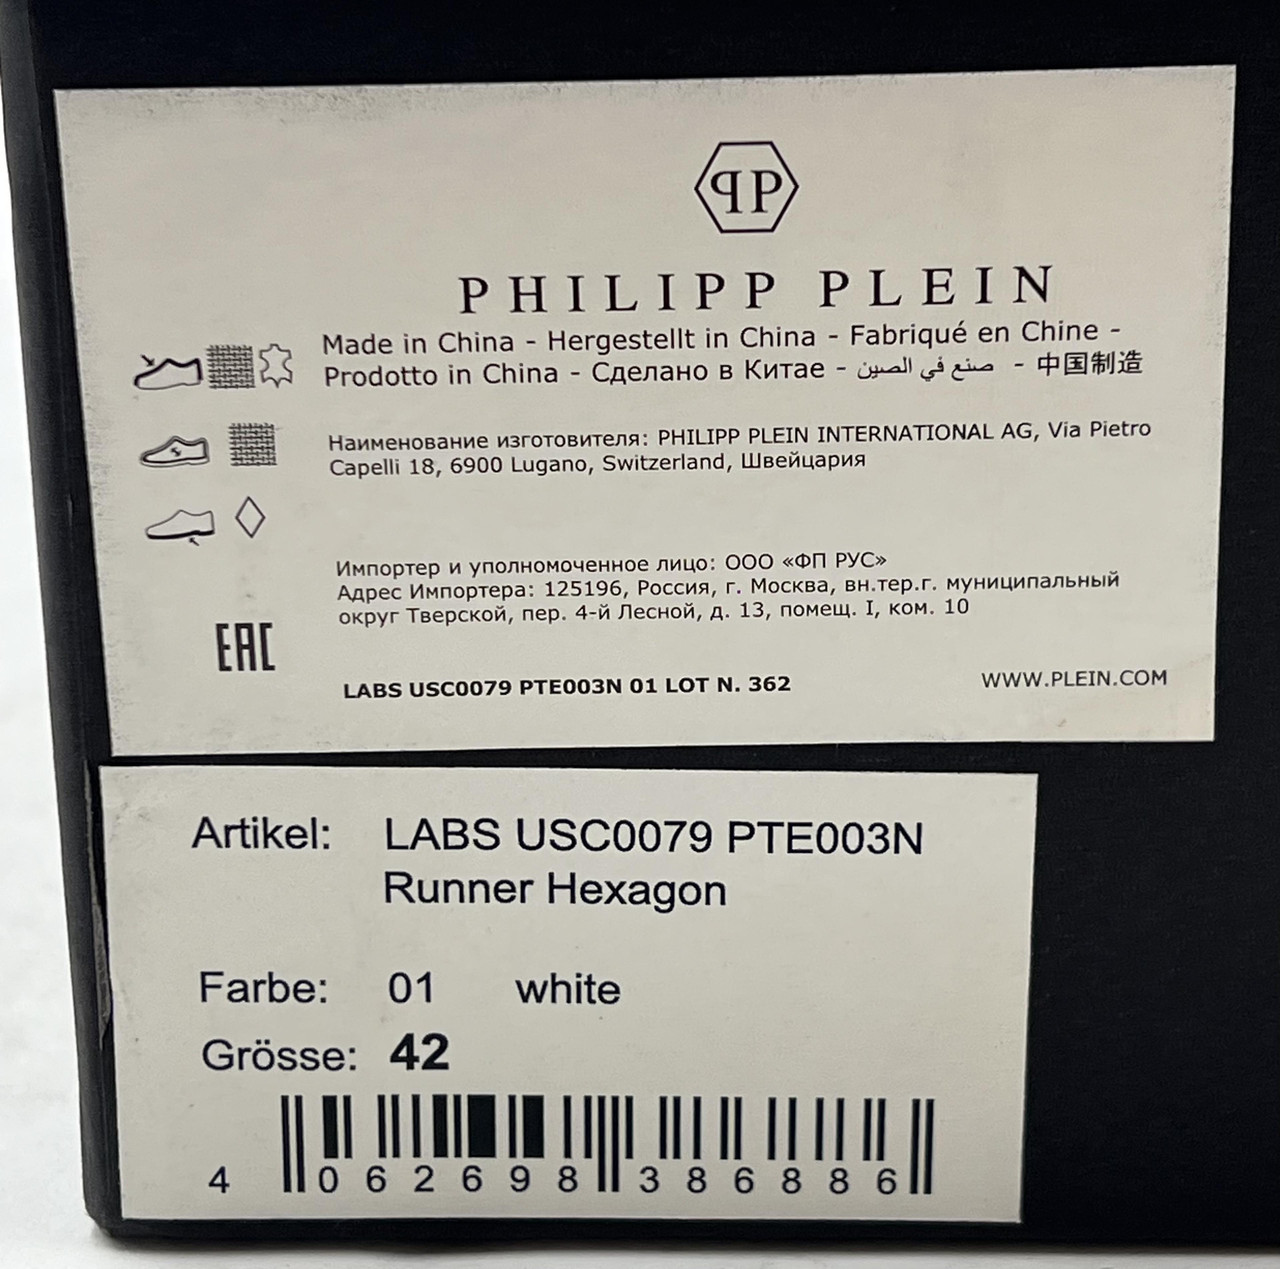 PP
PHILIPP PLEIN
Made in China - Hergestellt in China - Fabriqué en Chine -
Prodotto in China - Сделано в Китае - صنع في الصين - 中国制造
Наименование изготовителя: PHILIPP PLEIN INTERNATIONAL AG, Via Pietro
Capelli 18, 6900 Lugano, Switzerland, Швейцария
Импортер и уполномоченное лицо: ООО «ФП РУС»
Адрес Импортера: 125196, Россия, г. Москва, вн.тер.г. муниципальный
округ Тверской, пер. 4-й Лесной, д. 13, помещ. I, ком. 10
EAC
LABS USC0079 PTE003N 01 LOT N. 362
WWW.PLEIN.COM
Artikel: LABS USC0079 PTE003N
Runner Hexagon
Farbe: 01 white
Grösse: 42
4 062698 386886